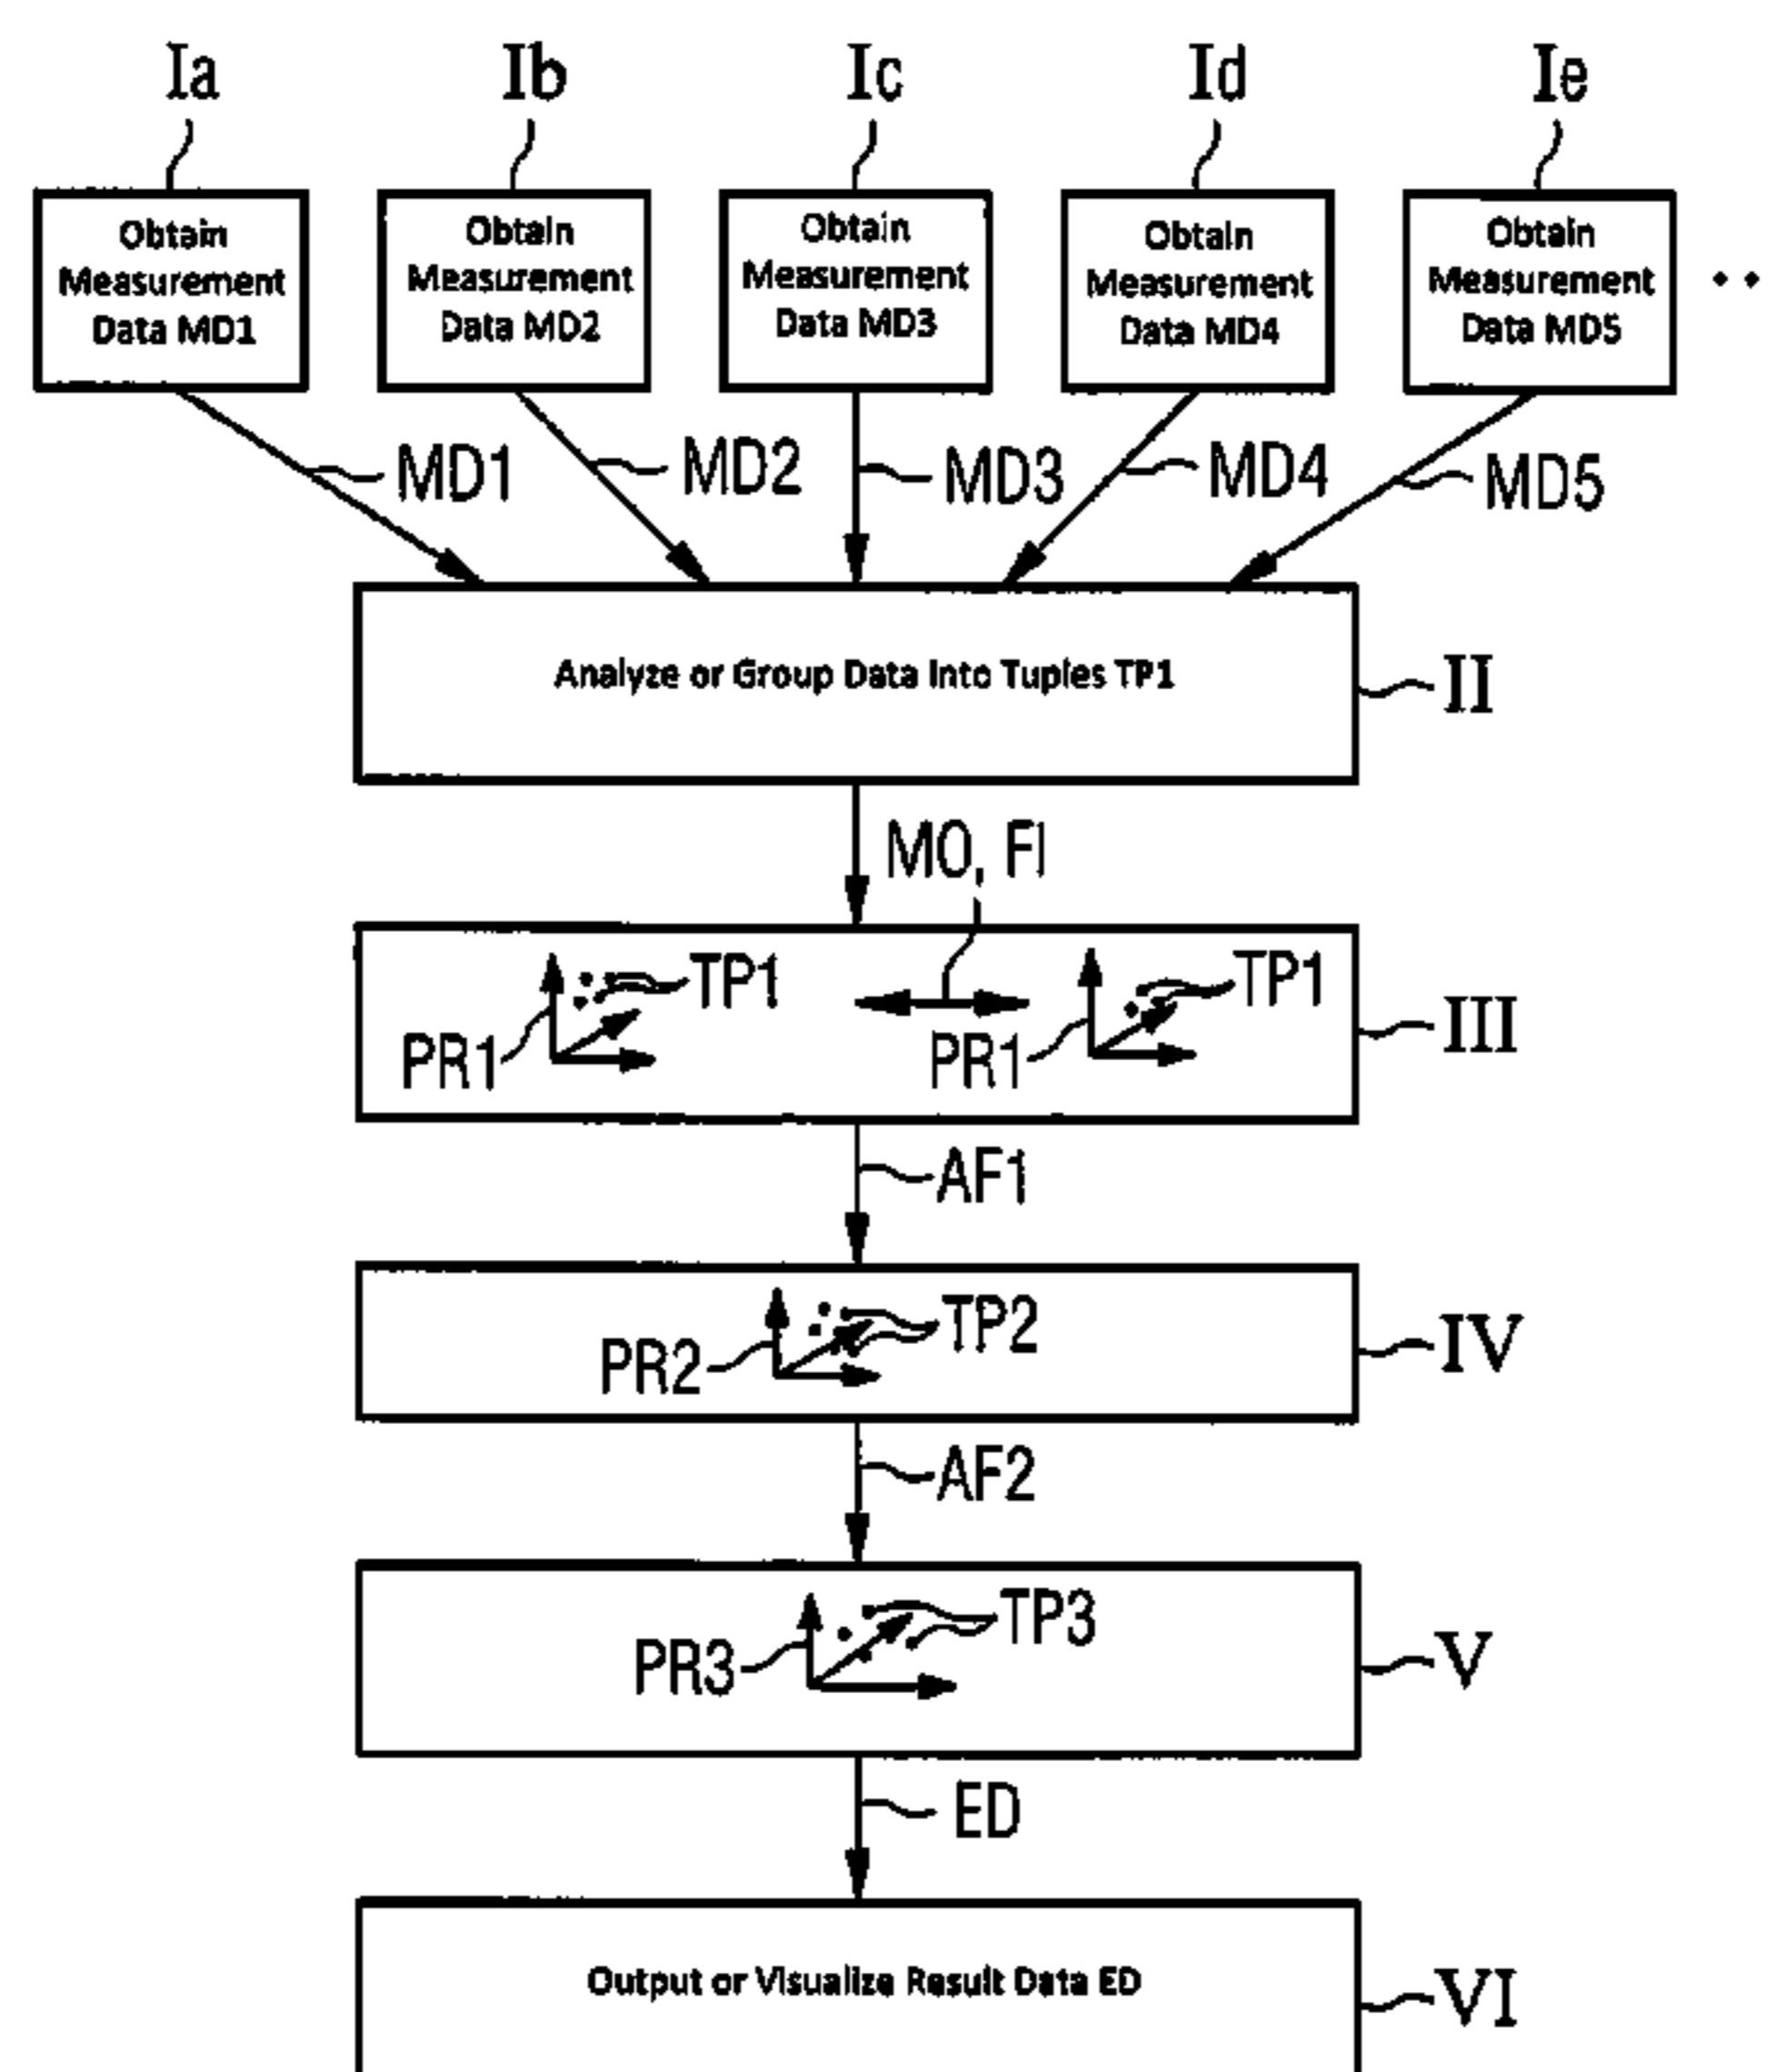 Ia Ib Ic Id Ie
Obtain
Measurement
Data MD1
Obtain
Measurement
Data MD2
Obtain
Measurement
Data MD3
Obtain
Measurement
Data MD4
Obtain
Measurement
Data MD5
MD1 MD2 MD3 MD4 MD5
Analyze or Group Data Into Tuples TP1
II
MO, FI
TP1
PR1
TP1
PR1
III
AF1
TP2
PR2
IV
AF2
TP3
PR3
V
ED
Output or Visualize Result Data ED
VI